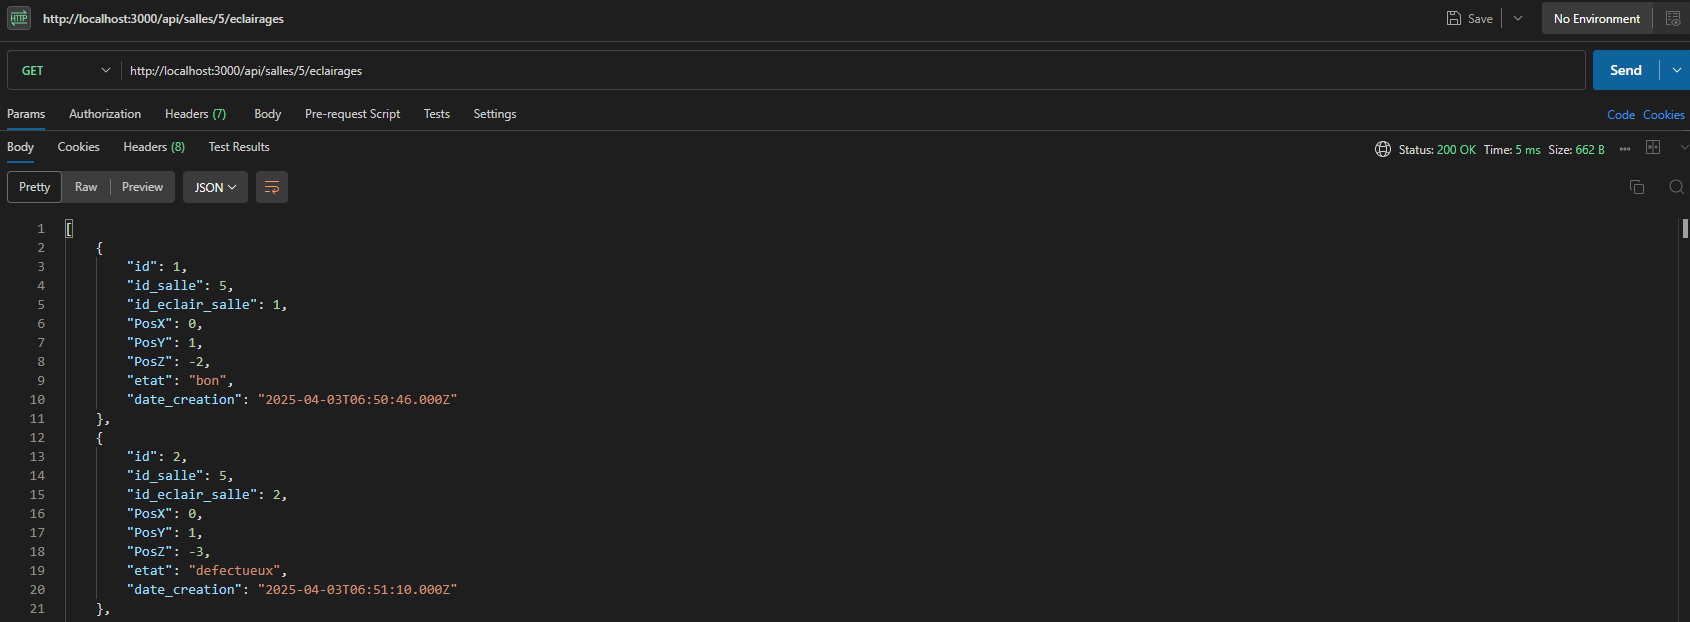 HTTP http://localhost:3000/api/salles/5/eclairages Save No Environment
GET http://localhost:3000/api/salles/5/eclairages Send
Params Authorization Headers (7) Body Pre-request Script Tests Settings Code Cookies
Body Cookies Headers (8) Test Results Status: 200 OK Time: 5 ms Size: 662 B
Pretty Raw Preview JSON
1 [
2 {
3 "id": 1,
4 "id_salle": 5,
5 "id_eclair_salle": 1,
6 "PosX": 0,
7 "PosY": 1,
8 "PosZ": -2,
9 "etat": "bon",
10 "date_creation": "2025-04-03T06:50:46.000Z"
11 },
12 {
13 "id": 2,
14 "id_salle": 5,
15 "id_eclair_salle": 2,
16 "PosX": 0,
17 "PosY": 1,
18 "PosZ": -3,
19 "etat": "defectueux",
20 "date_creation": "2025-04-03T06:51:10.000Z"
21 },